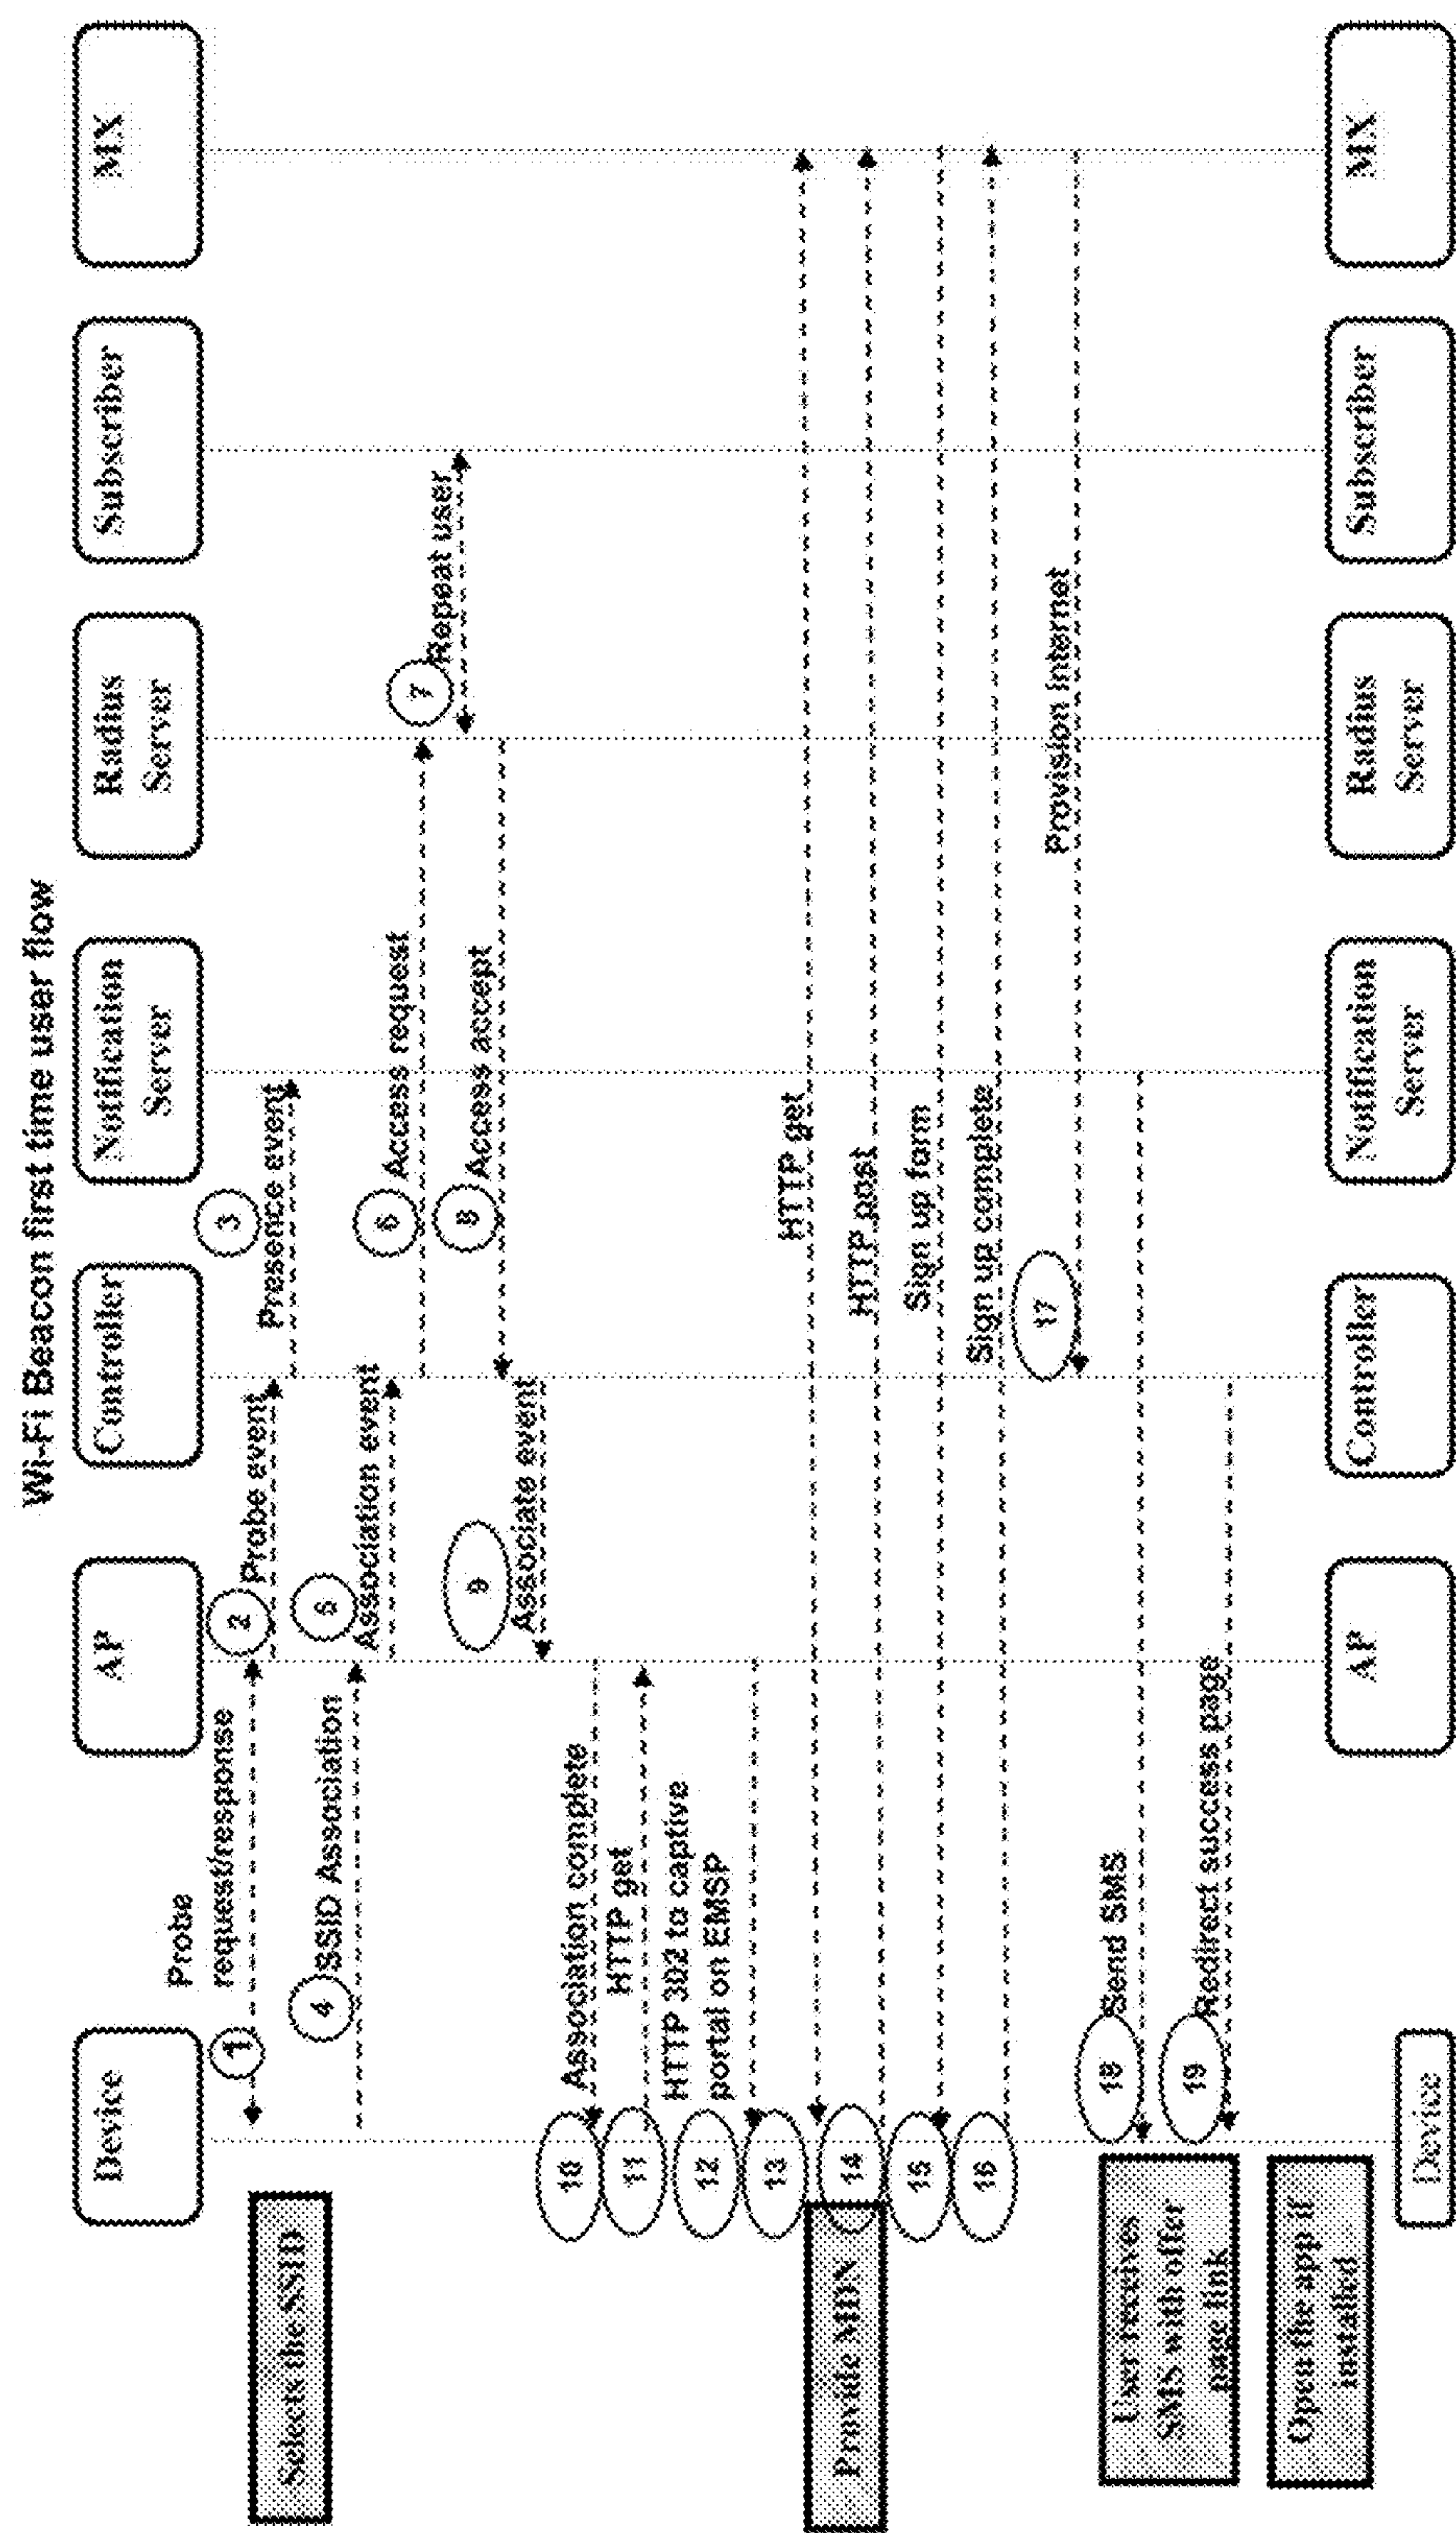 Wi-Fi Beacon first time user flow
Device
AP
Controller
Notification
Server
Radius
Server
Subscriber
MX
Selects the SSID
1
Probe
request/response
2
Probe event
3
Presence event
4
SSID Association
5
Association event
6
Access request
7
Repeat user
8
Access accept
9
Associate event
10
Association complete
11
HTTP get
12
HTTP 302 to captive
portal on EMSP
13
HTTP get
Provide MDN
14
HTTP post
15
Sign up form
16
Sign up complete
17
Provision Internet
User receives
SMS with offer
page link
18
Send SMS
19
Redirect success page
Open the app if
installed
Device
AP
Controller
Notification
Server
Radius
Server
Subscriber
MX